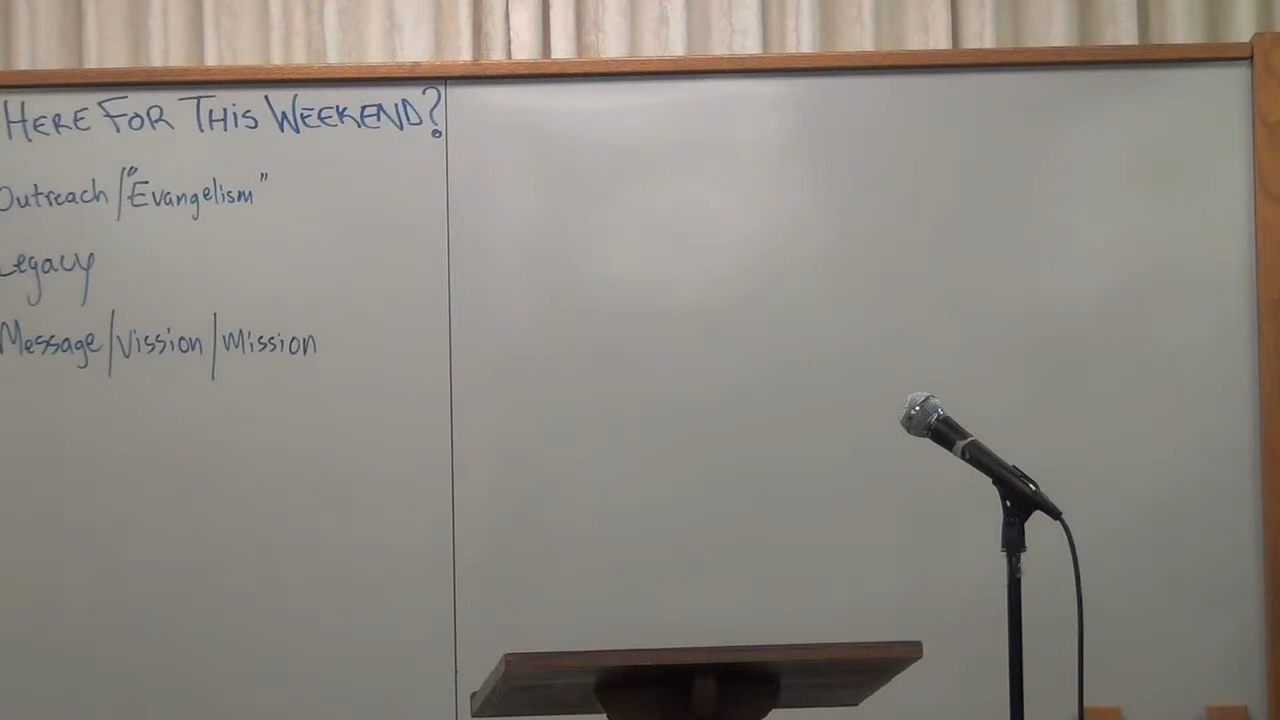 HERE FOR THIS WEEKEND?
Outreach/"Evangelism"
Legacy
Message/Vission/Mission